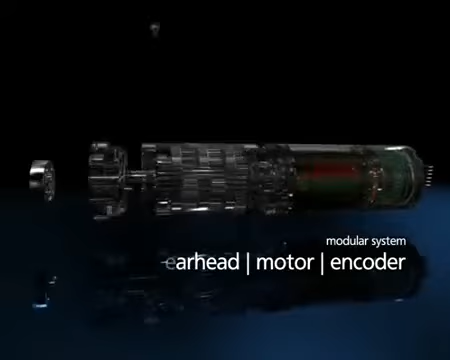 modular system
earhead | motor | encoder